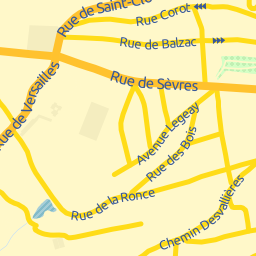 Rue de Saint-Clo
Rue Corot
Rue de Balzac
Rue de Sèvres
Rue de Versailles
Avenue Legeay
Rue des Bois
Rue de la Ronce
Chemin Desvallières